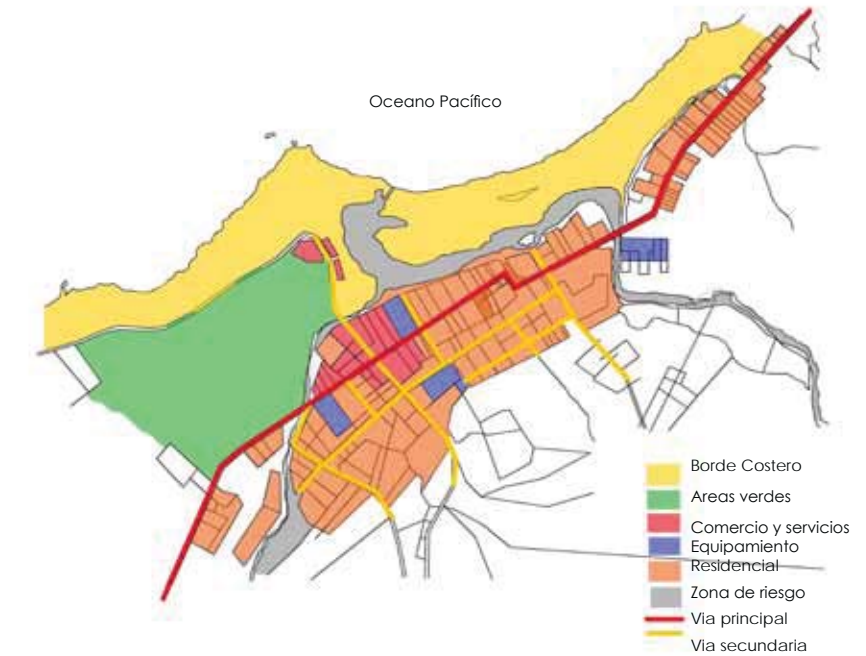 Oceano Pacífico
Borde Costero
Areas verdes
Comercio y servicios
Equipamiento
Residencial
Zona de riesgo
Via principal
Via secundaria